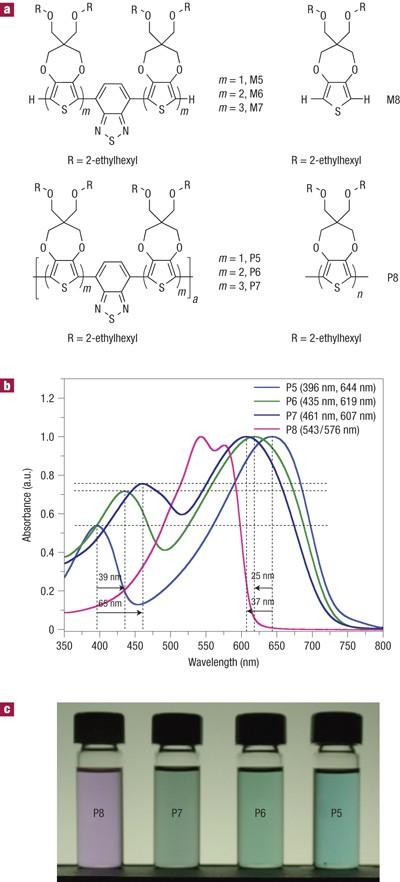 a
R R R R R R
O O O O O O
O O O O O O
H S m S m H H S H M8
N N
S
m = 1, M5
m = 2, M6
m = 3, M7
R = 2-ethylhexyl R = 2-ethylhexyl
R R R R R R
O O O O O O
O O O O O O
S m S m a S n P8
N N
S
m = 1, P5
m = 2, P6
m = 3, P7
R = 2-ethylhexyl R = 2-ethylhexyl
b
P5 (396 nm, 644 nm)
P6 (435 nm, 619 nm)
P7 (461 nm, 607 nm)
P8 (543/576 nm)
Absorbance (a.u.)
1.2
1.0
0.8
0.6
0.4
0.2
0
39 nm 25 nm
65 nm 37 nm
350 400 450 500 550 600 650 700 750 800
Wavelength (nm)
c
P8 P7 P6 P5